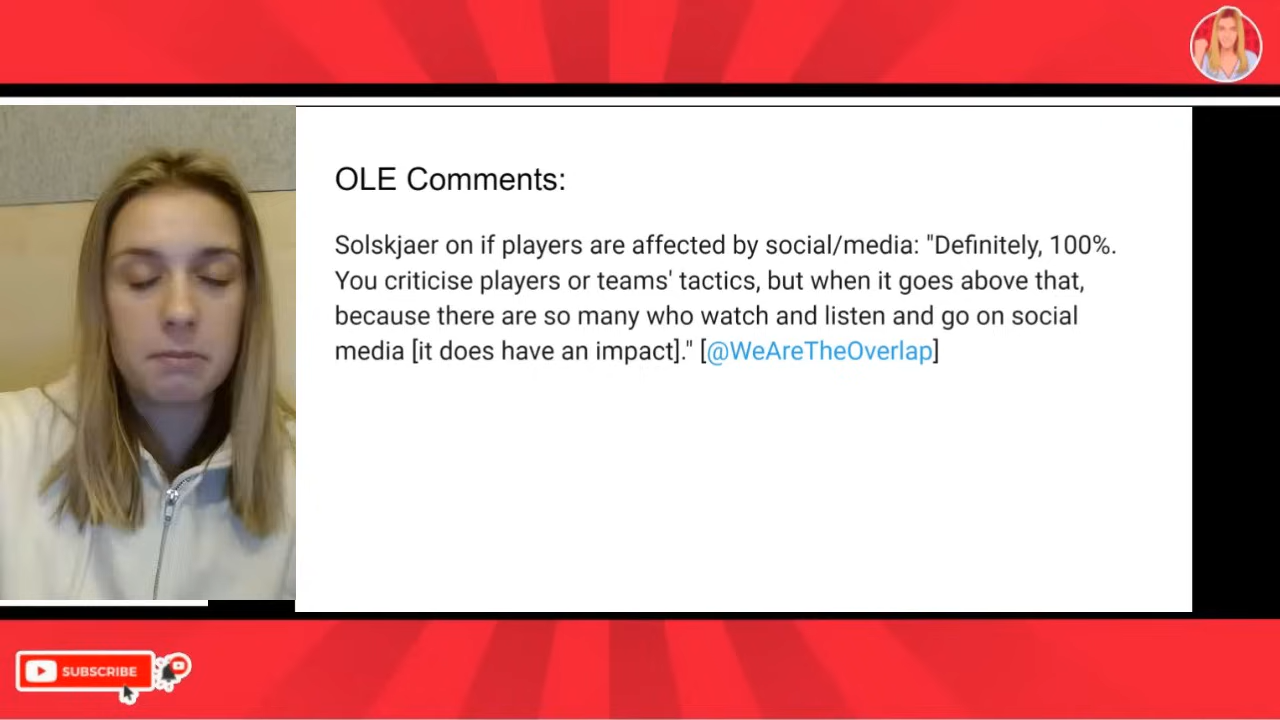 OLE Comments:
Solskjaer on if players are affected by social/media: "Definitely, 100%.
You criticise players or teams' tactics, but when it goes above that,
because there are so many who watch and listen and go on social
media [it does have an impact]." [@WeAreTheOverlap]
SUBSCRIBE